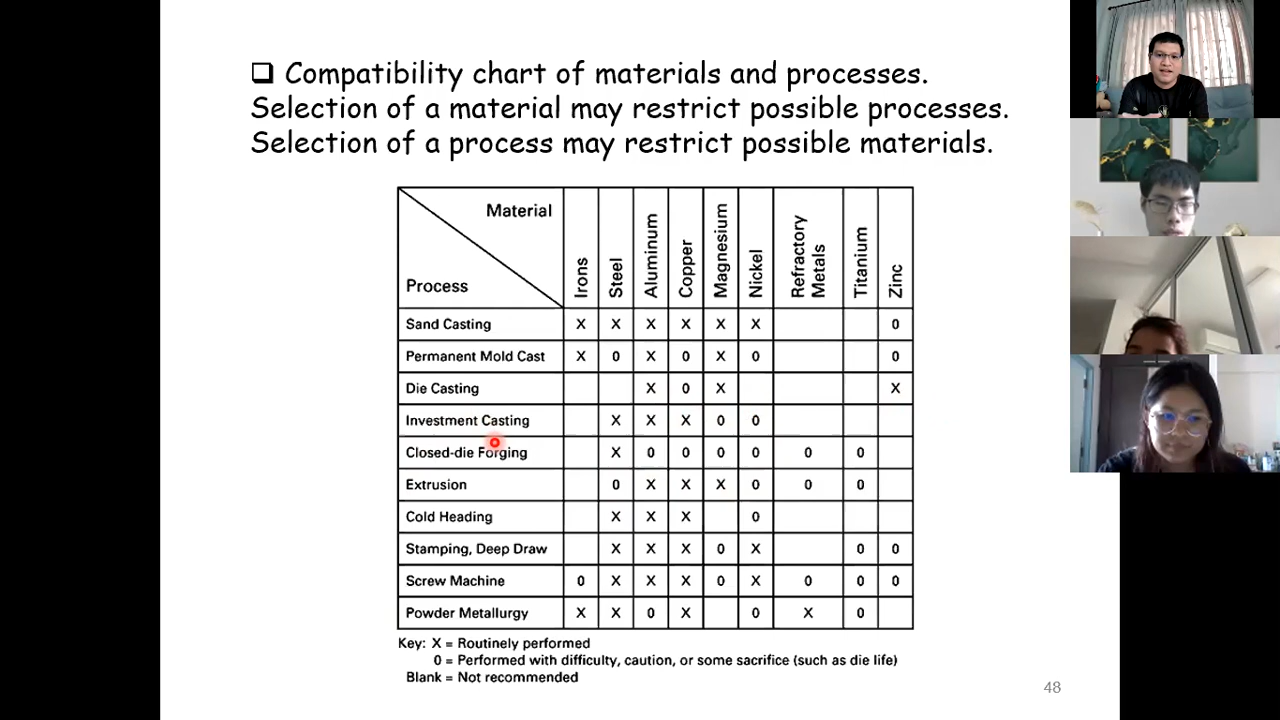 ❑ Compatibility chart of materials and processes.
Selection of a material may restrict possible processes.
Selection of a process may restrict possible materials.
Material
Process
Irons
Steel
Aluminum
Copper
Magnesium
Nickel
Refractory
Metals
Titanium
Zinc
Sand Casting X X X X X X 0
Permanent Mold Cast X 0 X 0 X 0 0
Die Casting X 0 X X
Investment Casting X X X 0 0
Closed-die Forging X 0 0 0 0 0 0
Extrusion 0 X X X 0 0 0
Cold Heading X X X 0
Stamping, Deep Draw X X X 0 X 0 0
Screw Machine 0 X X X 0 X 0 0 0
Powder Metallurgy X X 0 X 0 X 0
Key: X = Routinely performed
0 = Performed with difficulty, caution, or some sacrifice (such as die life)
Blank = Not recommended
48